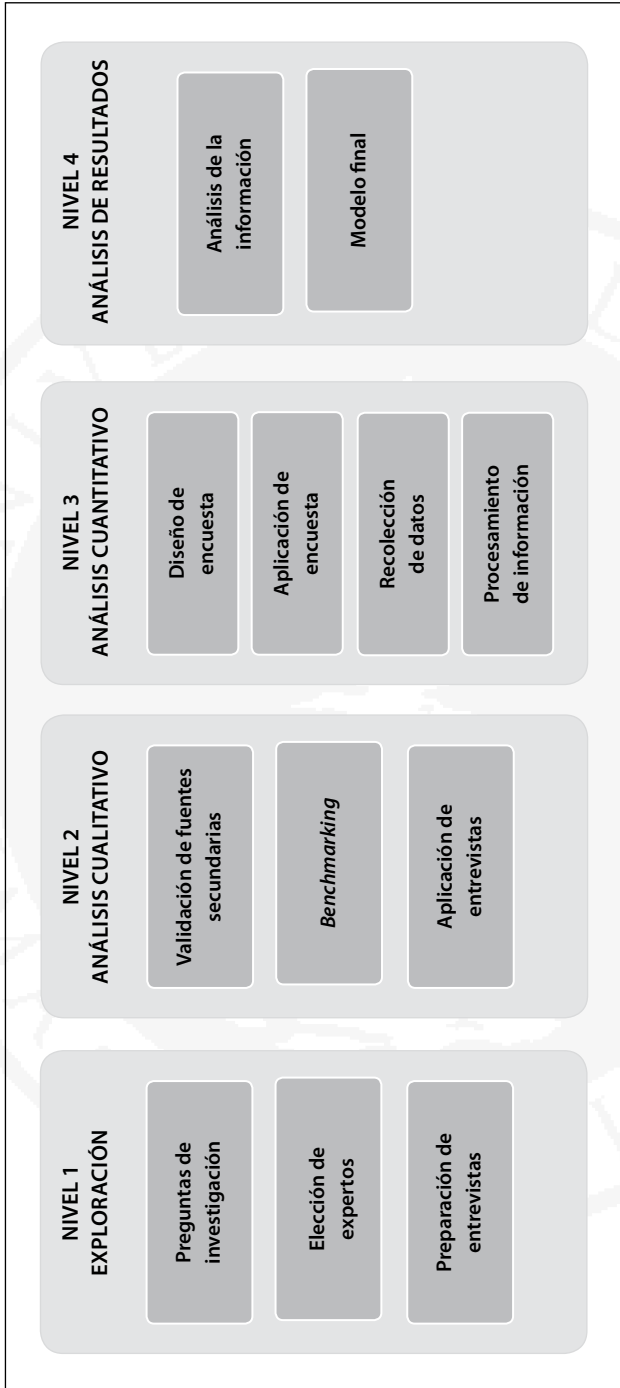 NIVEL 1
EXPLORACIÓN
Preguntas de
investigación
Elección de
expertos
Preparación de
entrevistas
NIVEL 2
ANÁLISIS CUALITATIVO
Validación de fuentes
secundarias
Benchmarking
Aplicación de
entrevistas
NIVEL 3
ANÁLISIS CUANTITATIVO
Diseño de
encuesta
Aplicación de
encuesta
Recolección
de datos
Procesamiento
de información
NIVEL 4
ANÁLISIS DE RESULTADOS
Análisis de la
información
Modelo final